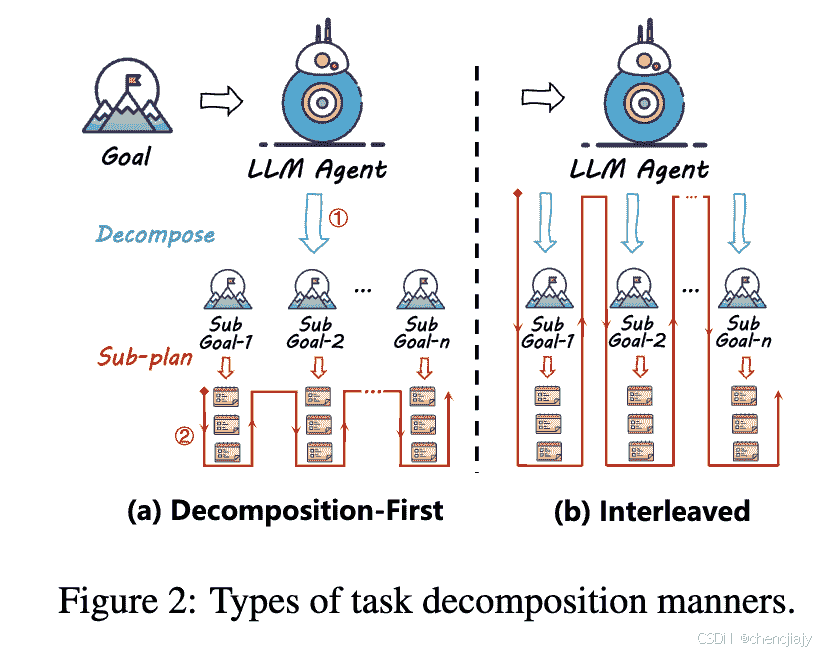 Goal
LLM Agent
LLM Agent
Decompose
①
Sub
Goal-1
Sub
Goal-2
...
Sub
Goal-n
Sub-plan
...
②
...
Sub
Goal-1
Sub
Goal-2
...
Sub
Goal-n
(a) Decomposition-First
(b) Interleaved
Figure 2: Types of task decomposition manners.
CSDN @chencjiajy